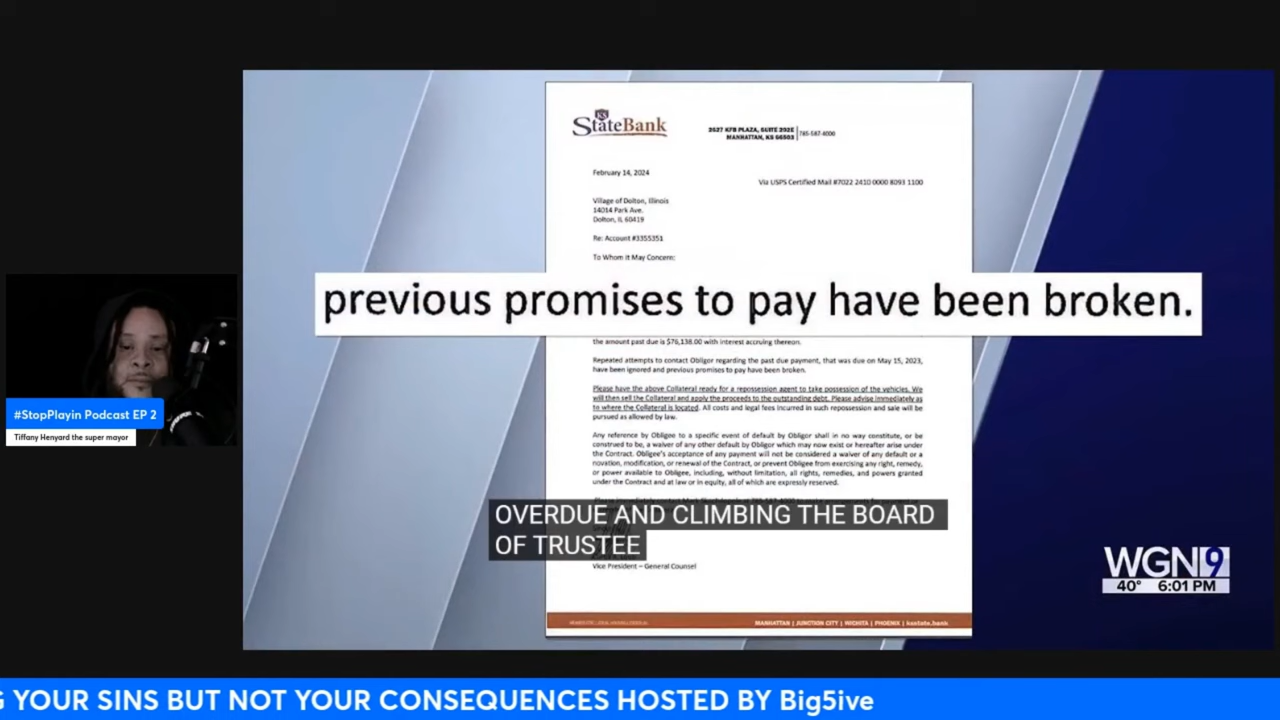 KS
StateBank
2627 KFB PLAZA, SUITE 202E
MANHATTAN, KS 66503
785-587-4000
February 14, 2024
Via USPS Certified Mail #7022 2410 0000 8093 1100
Village of Dolton, Illinois
14014 Park Ave.
Dolton, IL 60419
Re: Account #3355351
To Whom It May Concern:
previous promises to pay have been broken.
the amount past due is $76,138.00 with interest accruing thereon.
Repeated attempts to contact Obligor regarding the past due payment, that was due on May 15, 2023,
have been ignored and previous promises to pay have been broken.
Please have the above Collateral ready for a repossession agent to take possession of the vehicles. We
will then sell the Collateral and apply the proceeds to the outstanding debt. Please advise immediately as
to where the Collateral is located. All costs and legal fees incurred in such repossession and sale will be
pursued as allowed by law.
Any reference by Obligee to a specific event of default by Obligor shall in no way constitute, or be
construed to be, a waiver of any other default by Obligor which may now exist or hereafter arise under
the Contract. Obligee's acceptance of any payment will not be considered a waiver of any default or a
novation, modification, or renewal of the Contract, or prevent Obligee from exercising any right, remedy,
or power available to Obligee, including, without limitation, all rights, remedies, and powers granted
under the Contract and at law or in equity, all of which are expressly reserved.
OVERDUE AND CLIMBING THE BOARD
OF TRUSTEE
Vice President – General Counsel
MANHATTAN | JUNCTION CITY | WICHITA | PHOENIX | ksstate.bank
WGN9
40° 6:01 PM
#StopPlayin Podcast EP 2
Tiffany Henyard the super mayor
YOUR SINS BUT NOT YOUR CONSEQUENCES HOSTED BY Big5ive